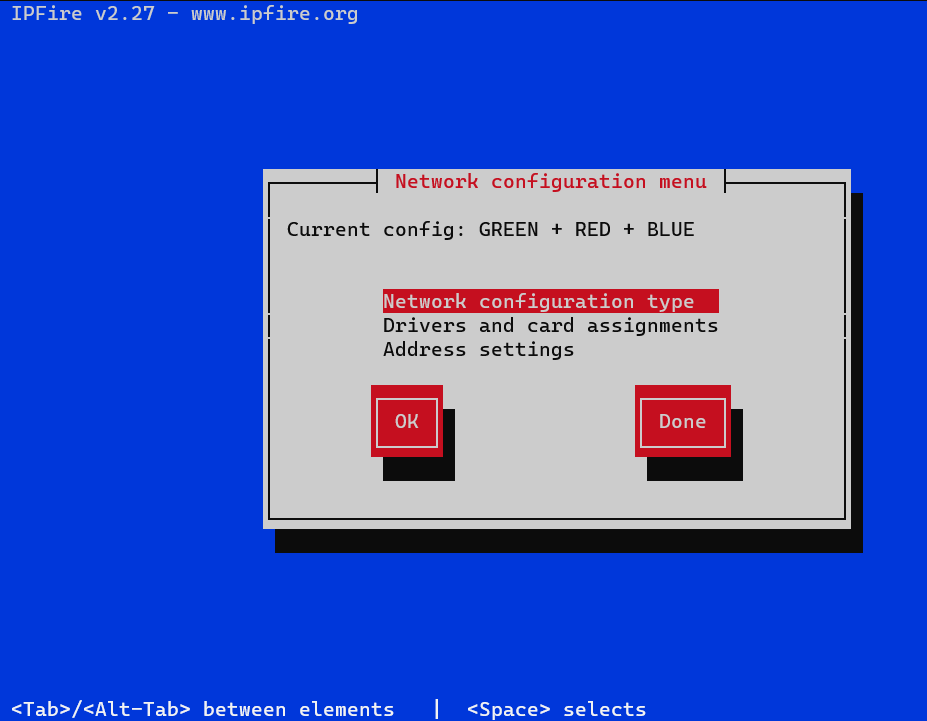 IPFire v2.27 - www.ipfire.org
Network configuration menu
Current config: GREEN + RED + BLUE
Network configuration type
Drivers and card assignments
Address settings
OK Done
<Tab>/<Alt-Tab> between elements | <Space> selects